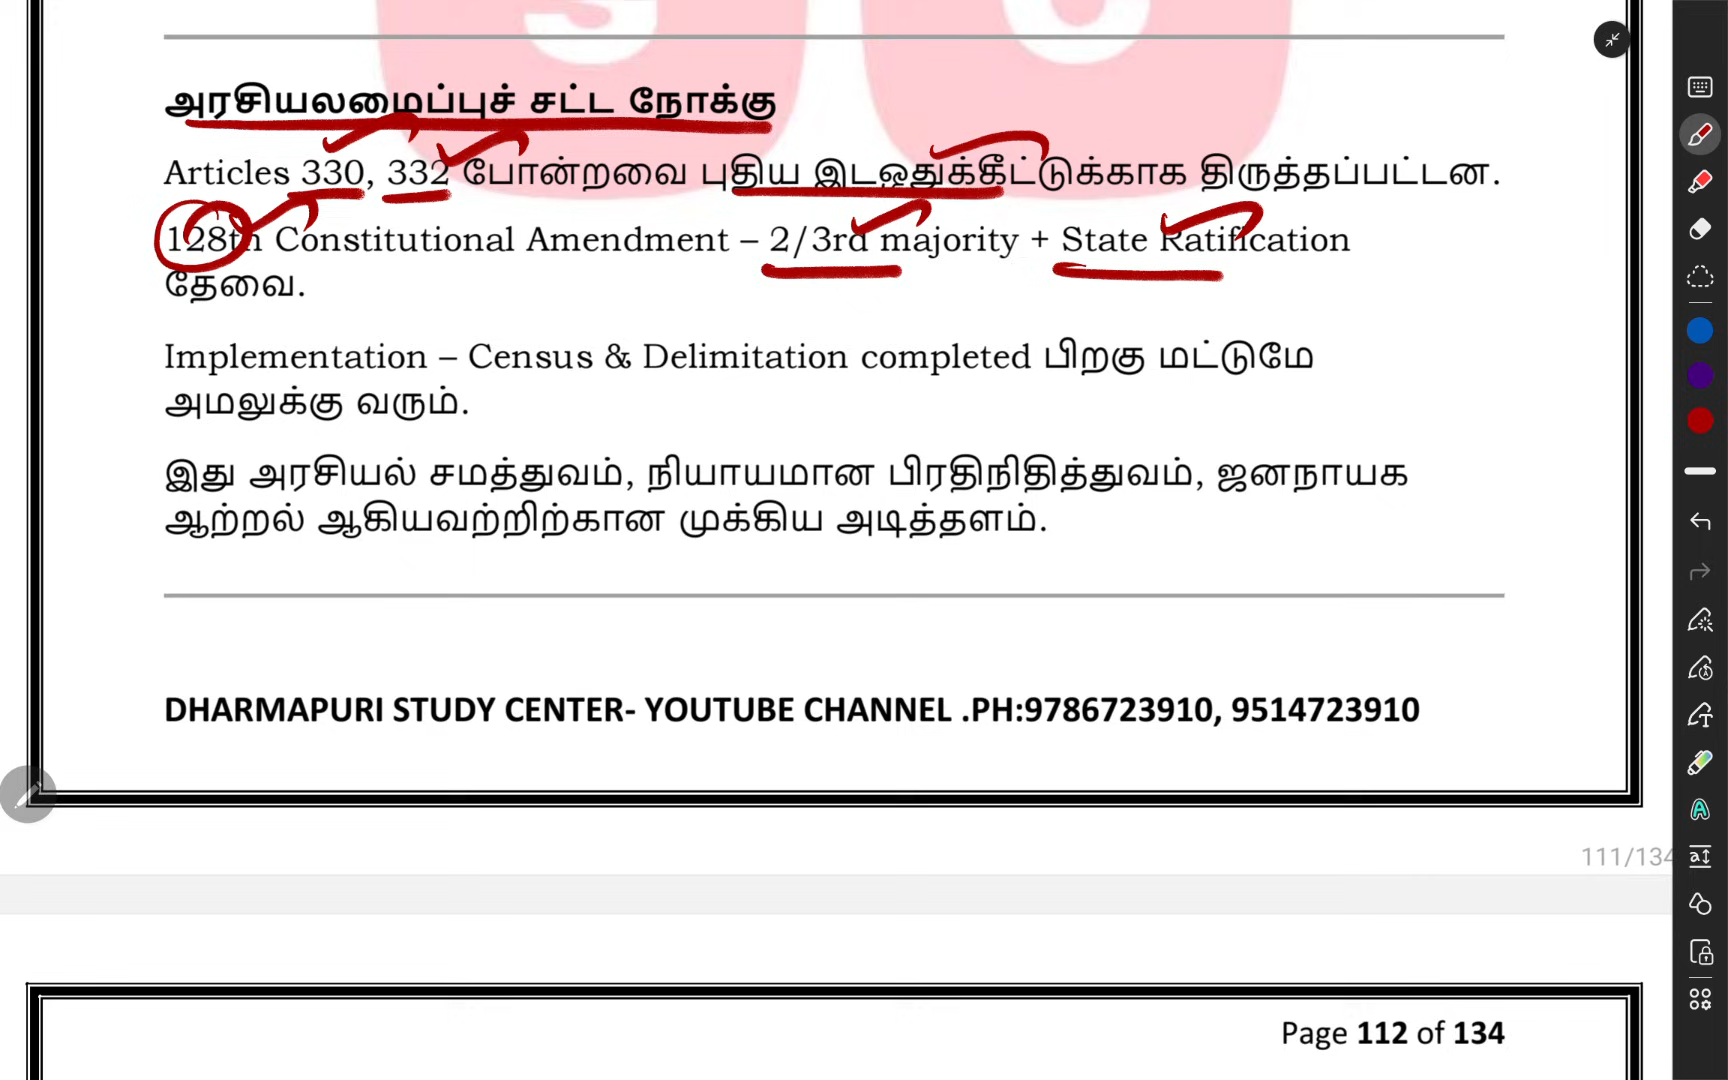 அரசியலமைப்புச் சட்ட நோக்கு
Articles 330, 332 போன்றவை புதிய இடஒதுக்கீட்டுக்காக திருத்தப்பட்டன.
128th Constitutional Amendment – 2/3rd majority + State Ratification
தேவை.
Implementation – Census & Delimitation completed பிறகு மட்டுமே
அமலுக்கு வரும்.
இது அரசியல் சமத்துவம், நியாயமான பிரதிநிதித்துவம், ஜனநாயக
ஆற்றல் ஆகியவற்றிற்கான முக்கிய அடித்தளம்.
DHARMAPURI STUDY CENTER- YOUTUBE CHANNEL .PH:9786723910, 9514723910
111/134
Page 112 of 134